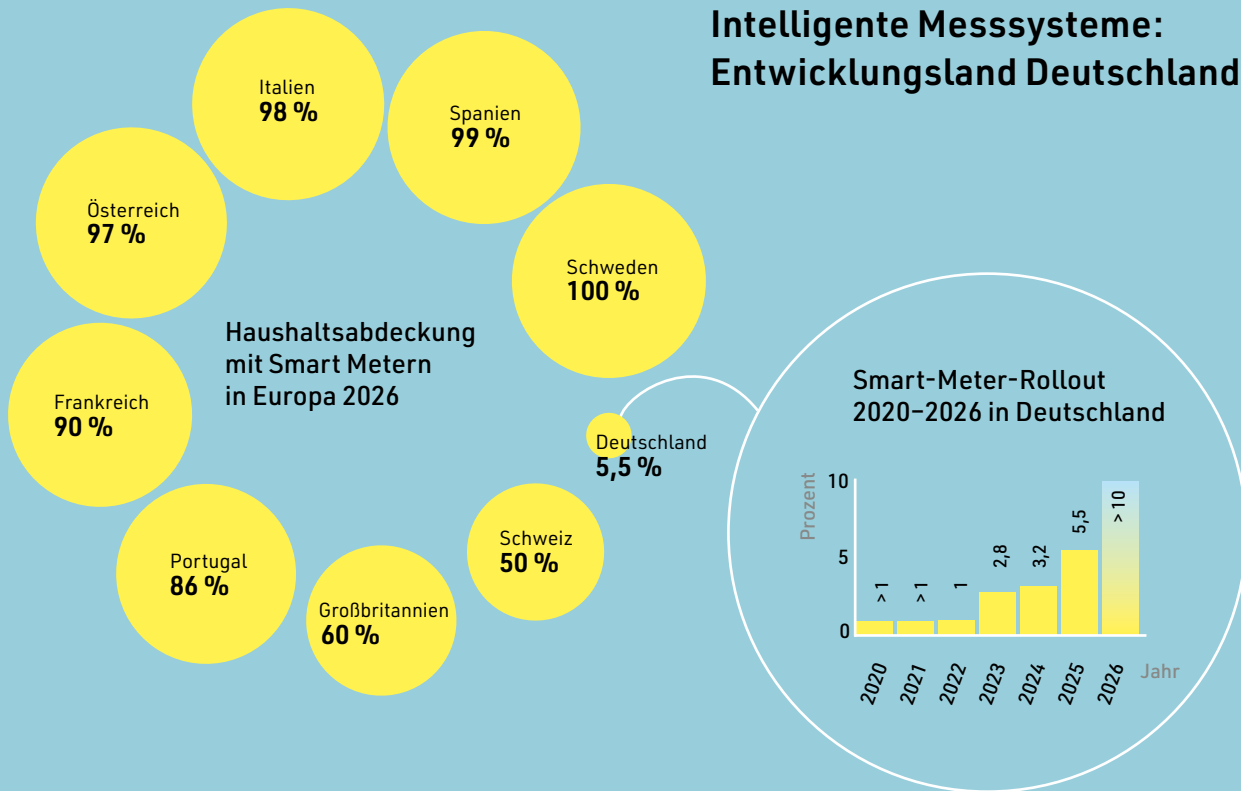 Intelligente Messsysteme:
Entwicklungsland Deutschland
Italien
98 %
Spanien
99 %
Österreich
97 %
Schweden
100 %
Haushaltsabdeckung
mit Smart Metern
in Europa 2026
Frankreich
90 %
Deutschland
5,5 %
Portugal
86 %
Großbritannien
60 %
Schweiz
50 %
Smart-Meter-Rollout
2020–2026 in Deutschland
Prozent
10
5
0
> 1
> 1
1
2,8
3,2
5,5
> 10
2020
2021
2022
2023
2024
2025
2026
Jahr